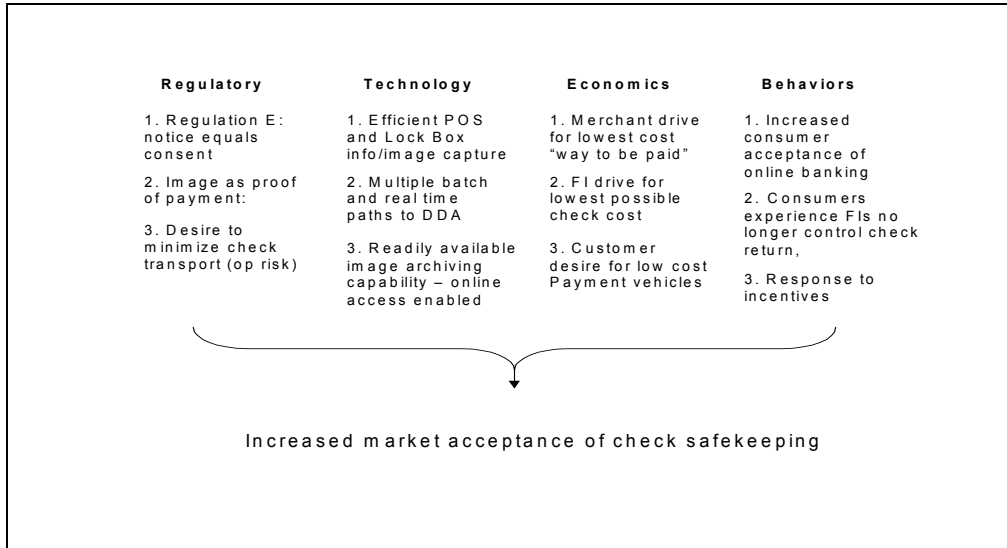 Regulatory
1. Regulation E:
notice equals
consent
2. Image as proof
of payment:
3. Desire to
minimize check
transport (op risk)
Technology
1. Efficient POS
and Lock Box
info/image capture
2. Multiple batch
and real time
paths to DDA
3. Readily available
image archiving
capability – online
access enabled
Economics
1. Merchant drive
for lowest cost
“way to be paid”
2. FI drive for
lowest possible
check cost
3. Customer
desire for low cost
Payment vehicles
Behaviors
1. Increased
consumer
acceptance of
online banking
2. Consumers
experience FIs no
longer control check
return,
3. Response to
incentives
Increased market acceptance of check safekeeping